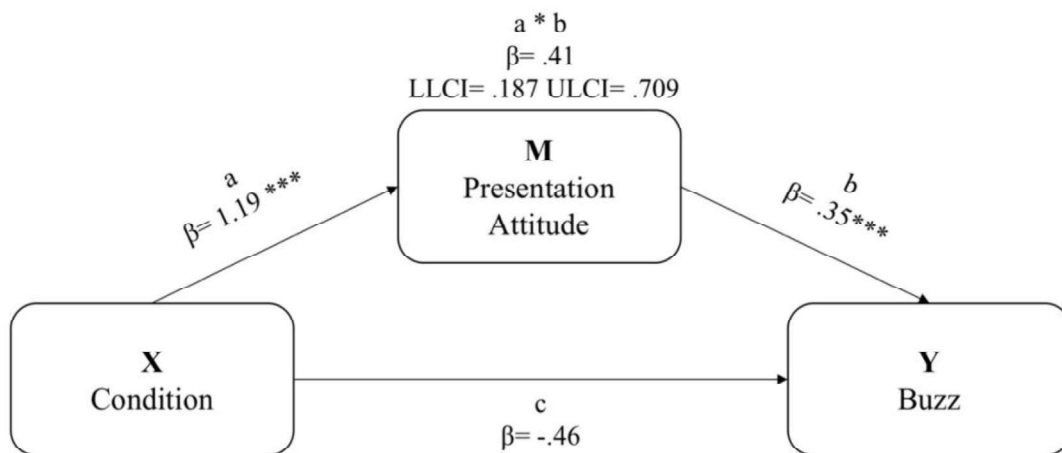 a * b
β= .41
LLCI= .187 ULCI= .709
M
Presentation
Attitude
a
β= 1.19 ***
b
β= .35***
X
Condition
Y
Buzz
c
β= -.46